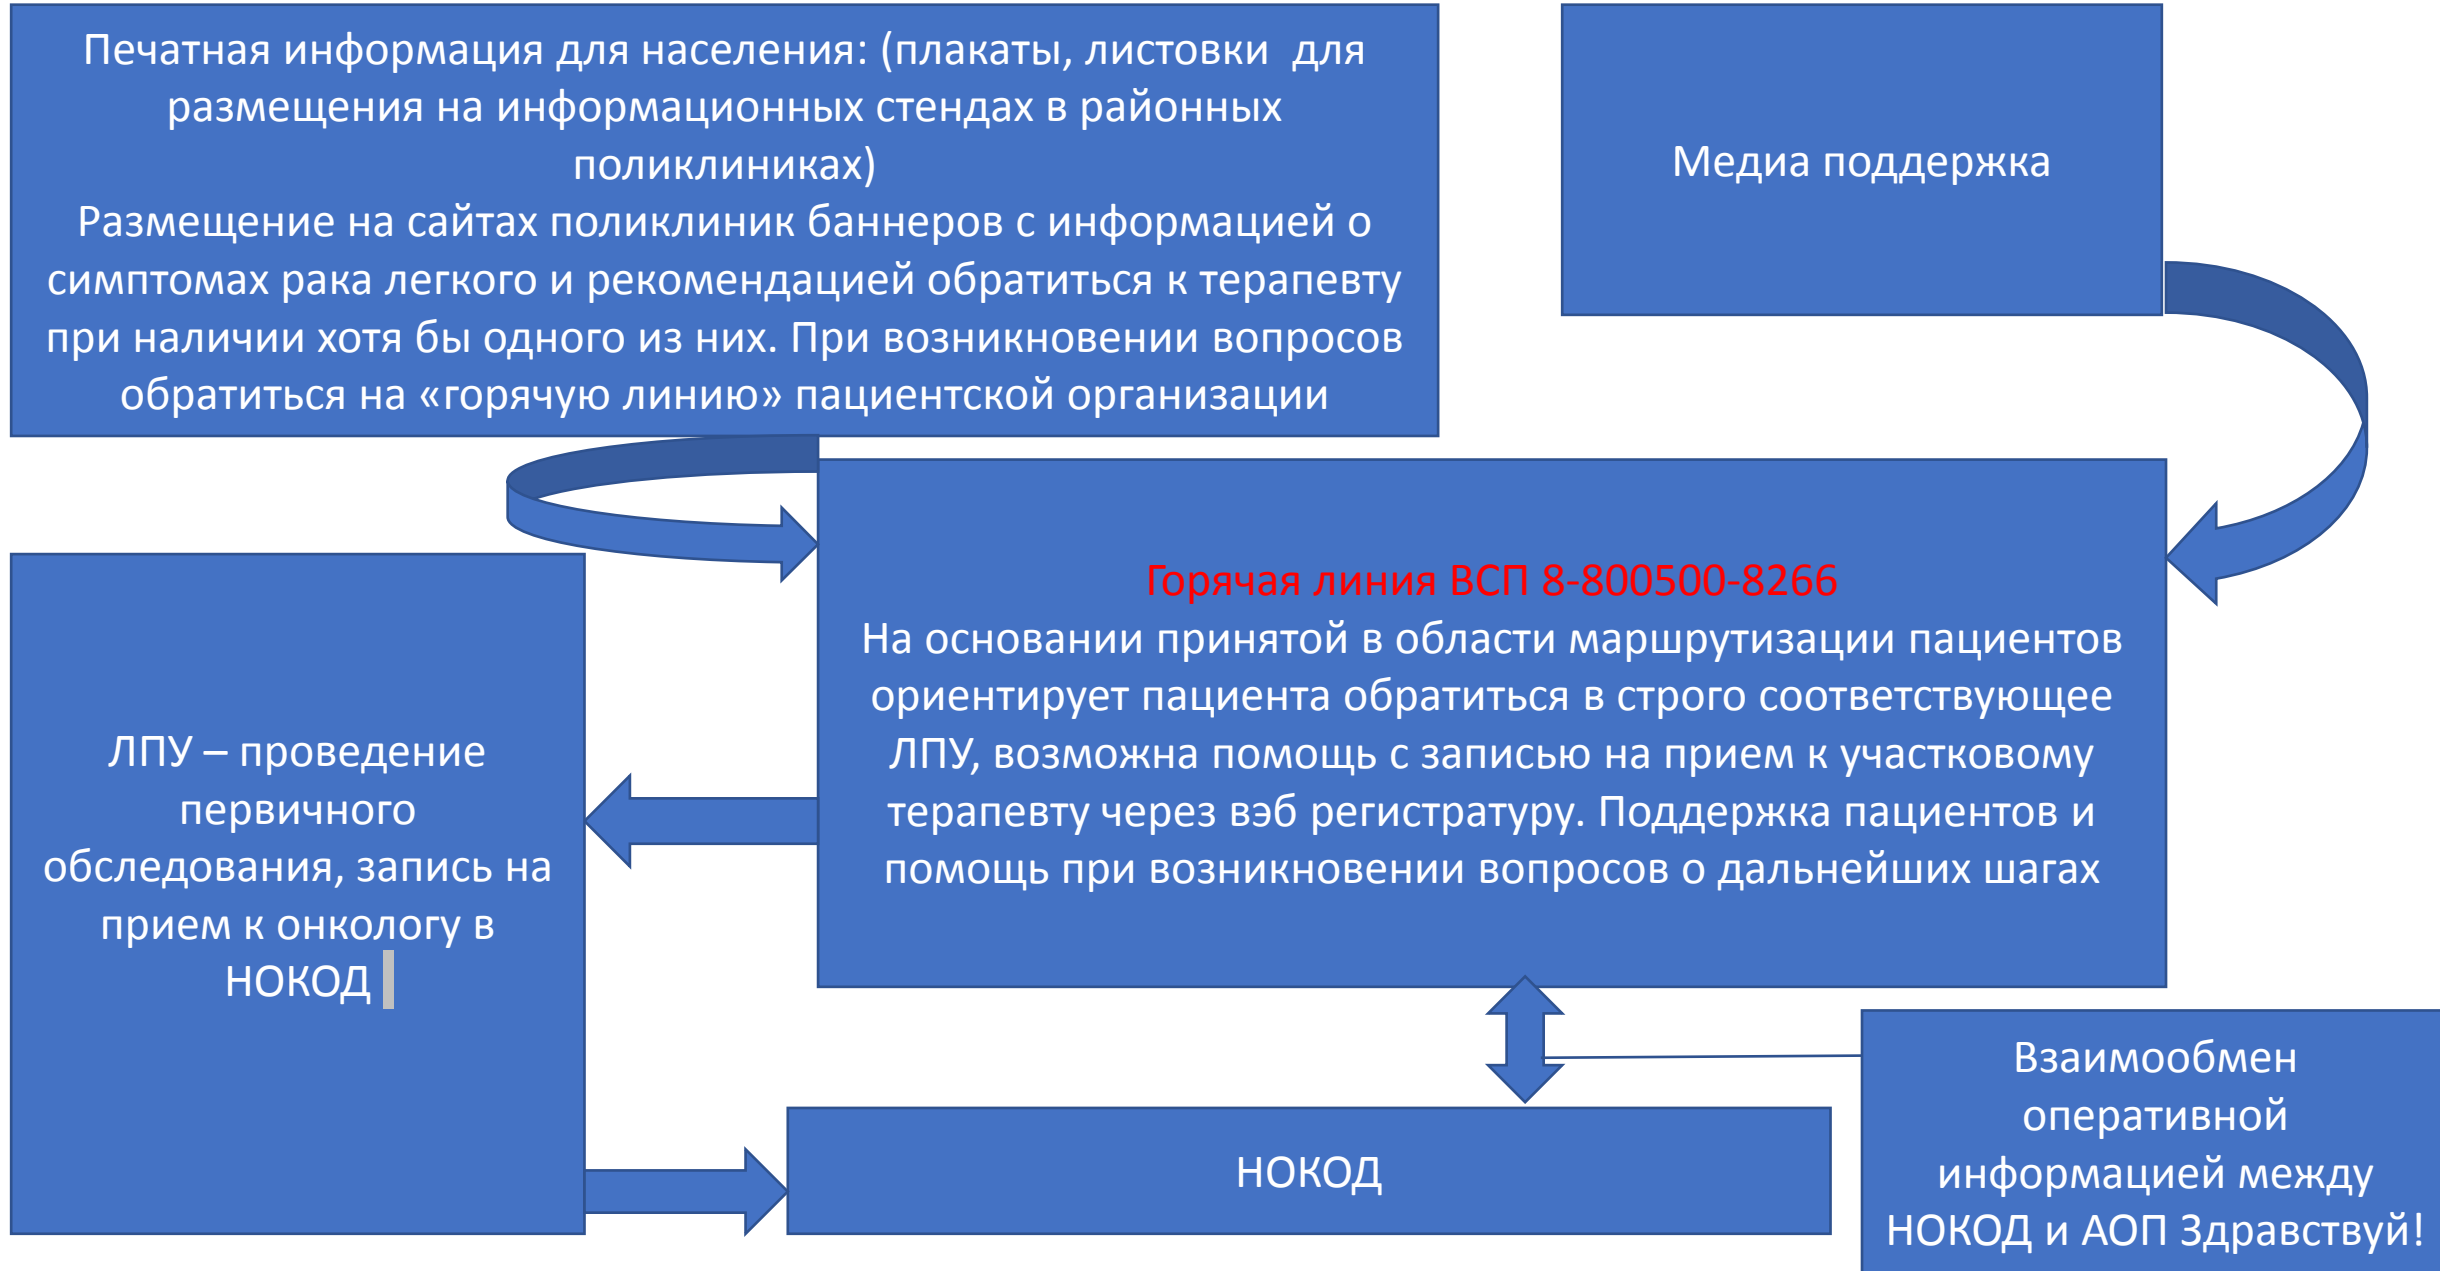 Печатная информация для населения: (плакаты, листовки  для
размещения на информационных стендах в районных
поликлиниках)
Размещение на сайтах поликлиник баннеров с информацией о
симптомах рака легкого и рекомендацией обратиться к терапевту
при наличии хотя бы одного из них. При возникновении вопросов
обратиться на «горячую линию» пациентской организации
Медиа поддержка
Горячая линия ВСП 8-800500-8266
На основании принятой в области маршрутизации пациентов
ориентирует пациента обратиться в строго соответствующее
ЛПУ, возможна помощь с записью на прием к участковому
терапевту через вэб регистратуру. Поддержка пациентов и
помощь при возникновении вопросов о дальнейших шагах
ЛПУ – проведение
первичного
обследования, запись на
прием к онкологу в
НОКОД
НОКОД
Взаимообмен
оперативной
информацией между
НОКОД и АОП Здравствуй!